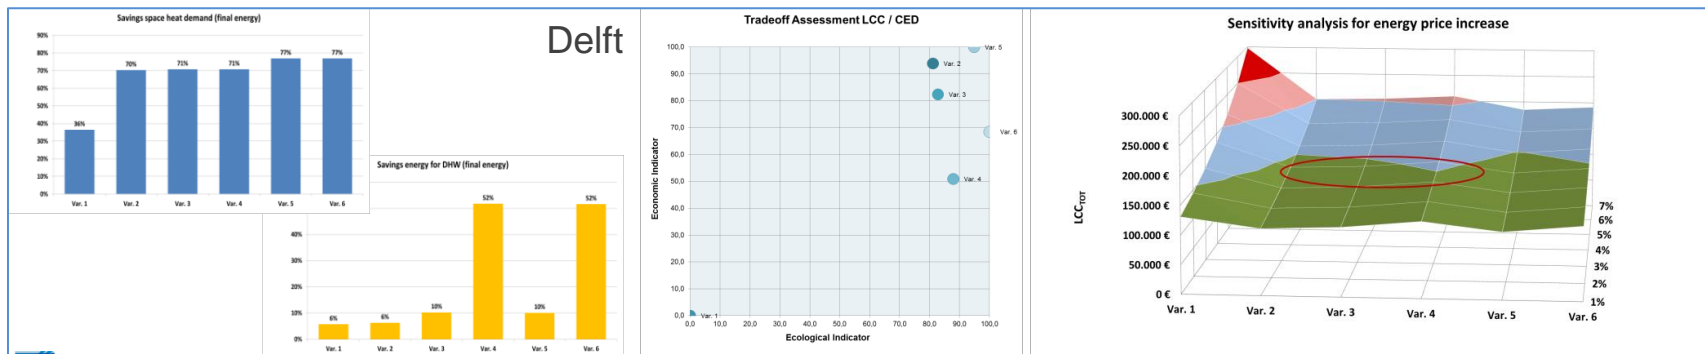 Savings space heat demand (final energy)
90%
80%
70%
60%
50%
40%
30%
20%
10%
0%
36%
70%
71%
71%
77%
77%
Var. 1
Var. 2
Var. 3
Var. 4
Var. 5
Var. 6
Delft
Savings energy for DHW (final energy)
40%
30%
20%
10%
0%
6%
6%
10%
52%
10%
52%
Var. 1
Var. 2
Var. 3
Var. 4
Var. 5
Var. 6
Tradeoff Assessment LCC / CED
Economic Indicator
100,0
90,0
80,0
70,0
60,0
50,0
40,0
30,0
20,0
10,0
0,0
Var. 5
Var. 2
Var. 3
Var. 6
Var. 4
Var. 1
0,0
10,0
20,0
30,0
40,0
50,0
60,0
70,0
80,0
90,0
100,0
Ecological Indicator
Sensitivity analysis for energy price increase
LCCTOT
300.000 €
250.000 €
200.000 €
150.000 €
100.000 €
50.000 €
0 €
7%
6%
5%
4%
3%
2%
1%
Var. 1
Var. 2
Var. 3
Var. 4
Var. 5
Var. 6